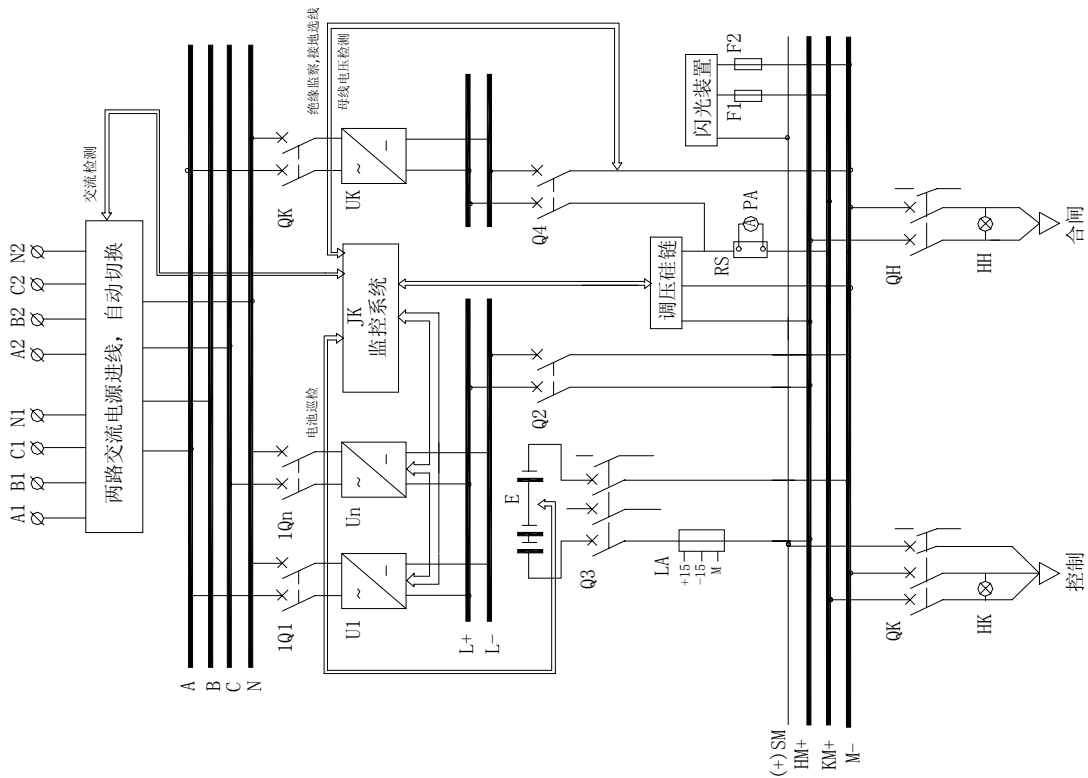 A1 B1 C1 N1 A2 B2 C2 N2
两路交流电源进线，自动切换
交流检测
A
B
C
N
1Q1
1Qn
QK
绝缘监察,接地选线
母线电压检测
电池巡检
U1
~
—
Un
~
—
JK
监控系统
UK
~
—
L+
L-
E
Q3
Q2
Q4
LA
+15
-15
M
调压硅链
RS
A
PA
闪光装置
F1
F2
(+)SM
HM+
KM+
M-
QK
HK
控制
QH
HH
合闸